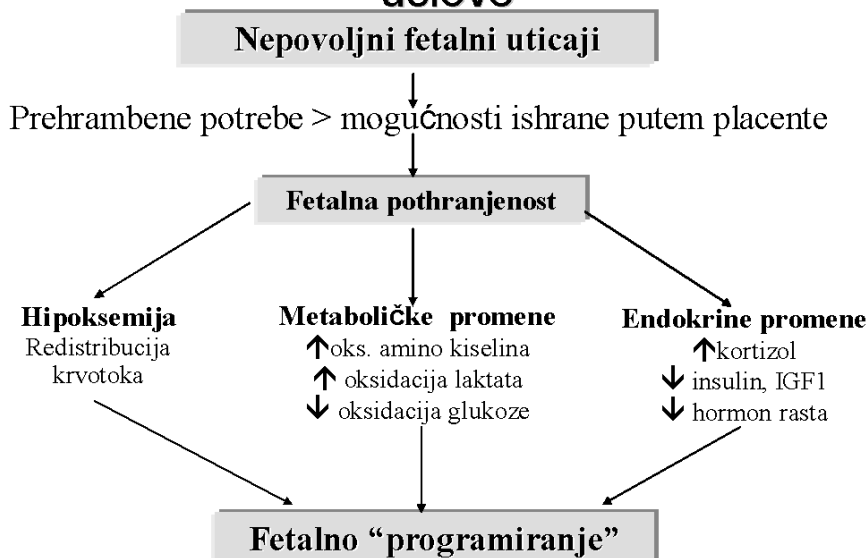 uslove
Nepovoljni fetalni uticaji
Prehrambene potrebe > mogućnosti ishrane putem placente
Fetalna pothranjenost
Hipoksemija
Redistribucija
krvotoka
Metaboličke promene
↑oks. amino kiselina
↑ oksidacija laktata
↓ oksidacija glukoze
Endokrine promene
↑kortizol
↓ insulin, IGF1
↓ hormon rasta
Fetalno “programiranje”